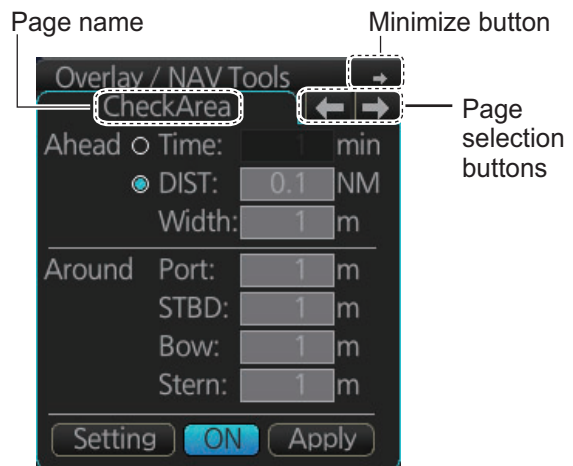 Page name
Minimize button
Overlay / NAV Tools
CheckArea
Page
selection
buttons
Ahead Time: 1 min
DIST: 0.1 NM
Width: 1 m
Around Port: 1 m
STBD: 1 m
Bow: 1 m
Stern: 1 m
Setting ON Apply